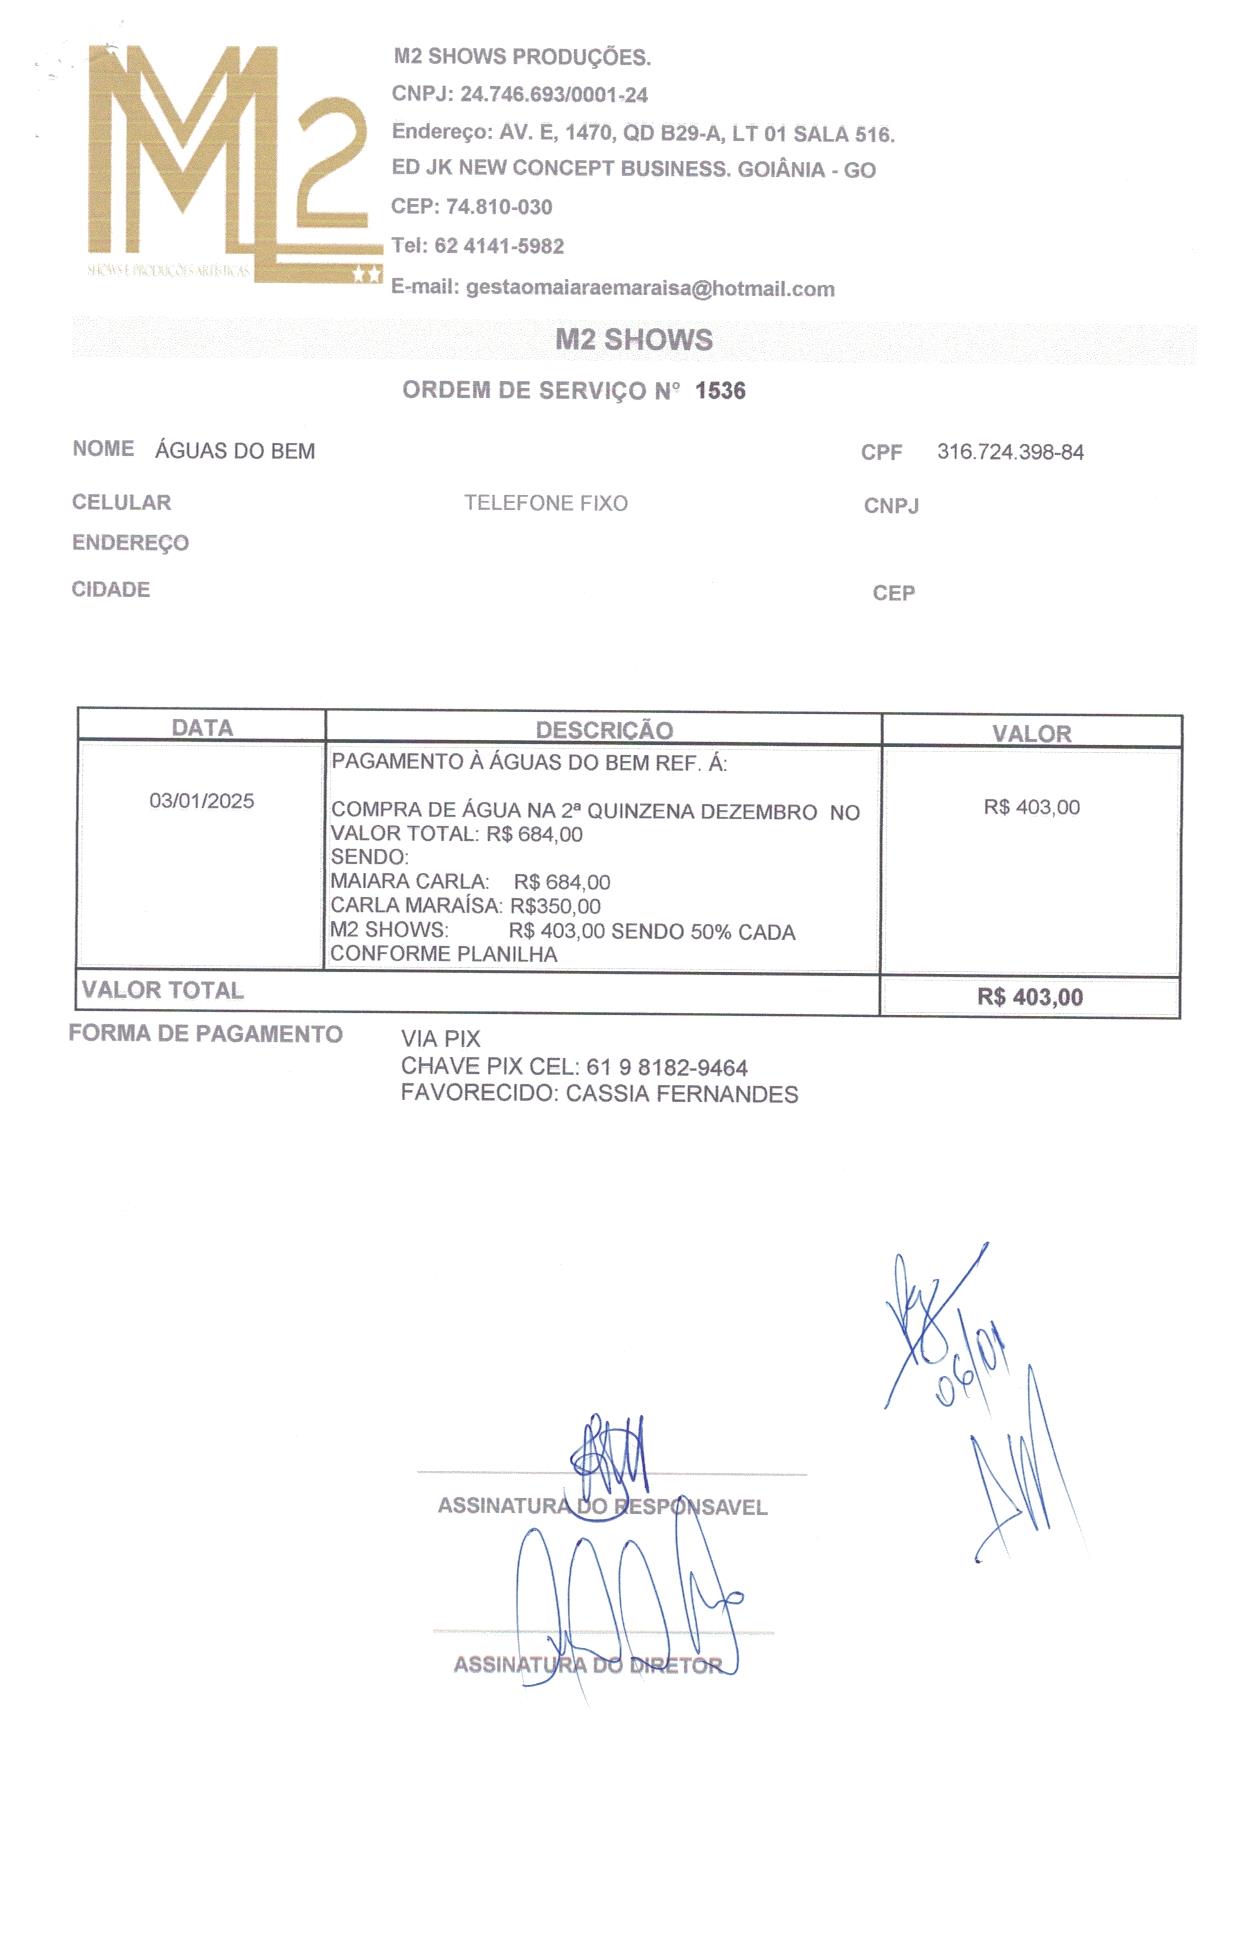 M2
SHOWS E PRODUÇÕES ARTÍSTICAS
M2 SHOWS PRODUÇÕES.
CNPJ: 24.746.693/0001-24
Endereço: AV. E, 1470, QD B29-A, LT 01 SALA 516.
ED JK NEW CONCEPT BUSINESS. GOIÂNIA - GO
CEP: 74.810-030
Tel: 62 4141-5982
E-mail: gestaomaiaraemaraisa@hotmail.com
M2 SHOWS
ORDEM DE SERVIÇO Nº 1536
NOME ÁGUAS DO BEM CPF 316.724.398-84
CELULAR TELEFONE FIXO CNPJ
ENDEREÇO
CIDADE CEP
DATA DESCRIÇÃO VALOR
PAGAMENTO À ÁGUAS DO BEM REF. Á:
03/01/2025 COMPRA DE ÁGUA NA 2ª QUINZENA DEZEMBRO NO R$ 403,00
VALOR TOTAL: R$ 684,00
SENDO:
MAIARA CARLA: R$ 684,00
CARLA MARAÍSA: R$350,00
M2 SHOWS: R$ 403,00 SENDO 50% CADA
CONFORME PLANILHA
VALOR TOTAL R$ 403,00
FORMA DE PAGAMENTO VIA PIX
CHAVE PIX CEL: 61 9 8182-9464
FAVORECIDO: CASSIA FERNANDES
06/01
ASSINATURA DO RESPONSAVEL
ASSINATURA DO DIRETOR